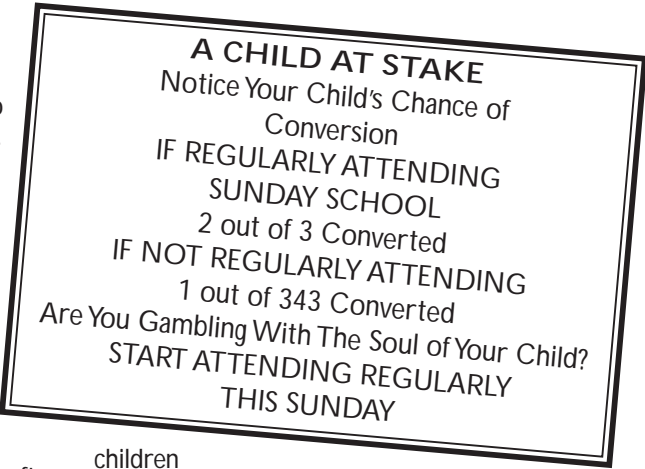 A CHILD AT STAKE
Notice Your Child's Chance of
Conversion
IF REGULARLY ATTENDING
SUNDAY SCHOOL
2 out of 3 Converted
IF NOT REGULARLY ATTENDING
1 out of 343 Converted
Are You Gambling With The Soul of Your Child?
START ATTENDING REGULARLY
THIS SUNDAY
children